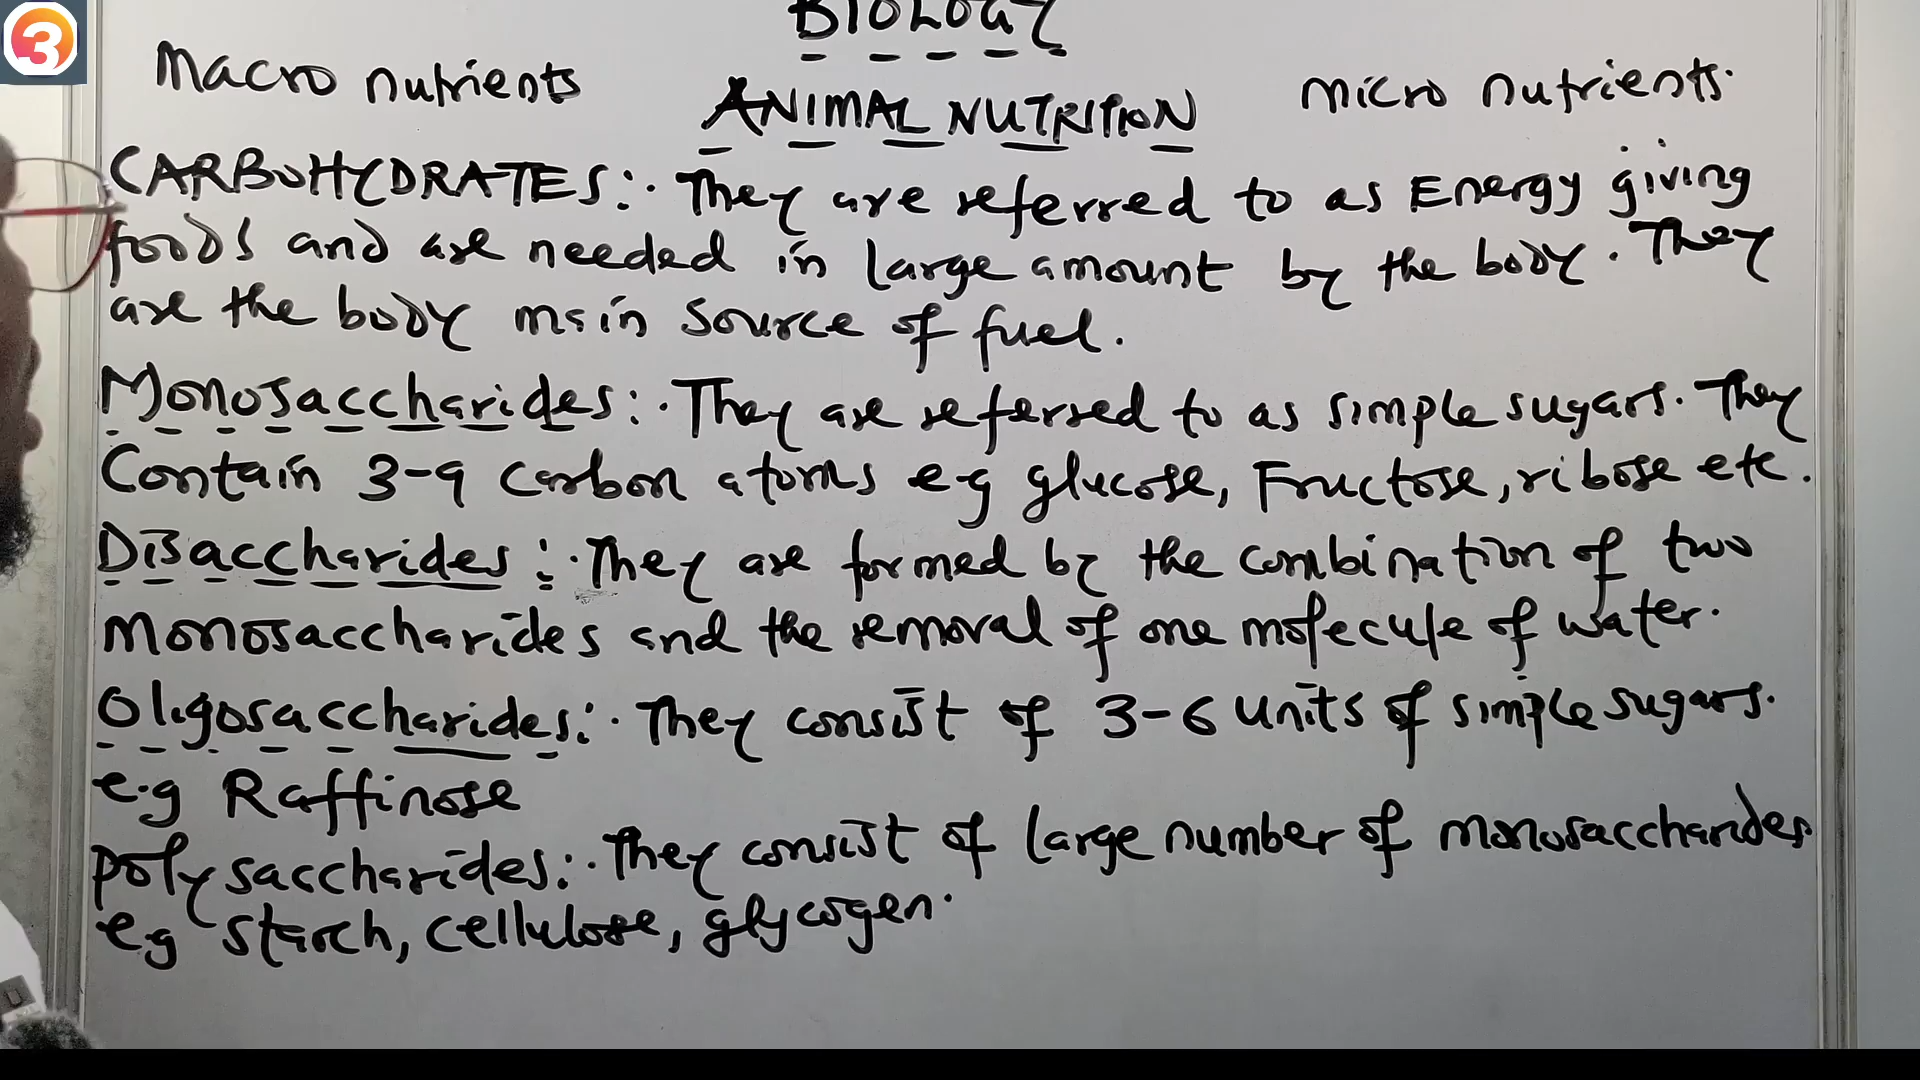 3
BIOLOGY
Macro nutrients
ANIMAL NUTRITION
micro nutrients.
CARBOHYDRATES:. They are referred to as Energy giving
foods and are needed in large amount by the body. They
are the body main source of fuel.
Monosaccharides:. They are referred to as simple sugars. They
Contain 3-9 Carbon atoms e.g glucose, Fructose, ribose etc.
Disaccharides:. They are formed by the combination of two
monosaccharides and the removal of one molecule of water.
Oligosaccharides:. They consist of 3-6 units of simple sugars.
e.g Raffinose
polysaccharides:. They consist of large number of monosaccharides
e.g starch, cellulose, glycogen.